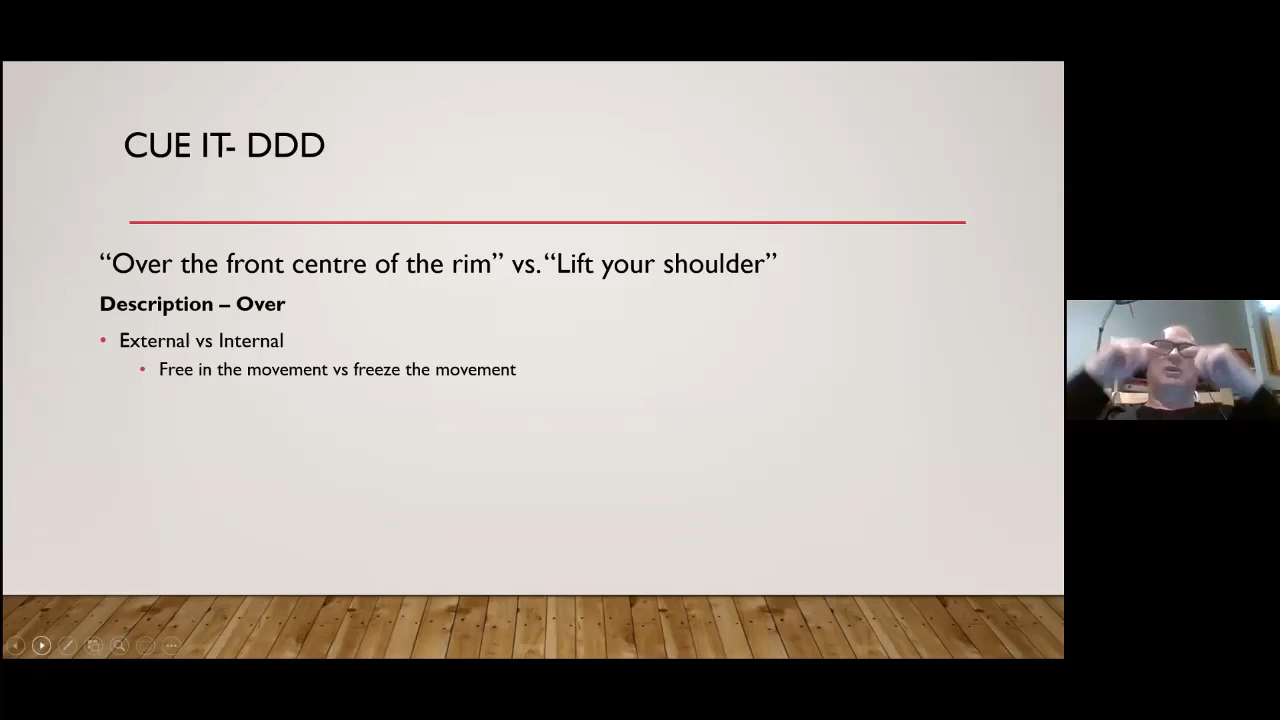 CUE IT- DDD
“Over the front centre of the rim” vs. “Lift your shoulder”
Description – Over
• External vs Internal
• Free in the movement vs freeze the movement